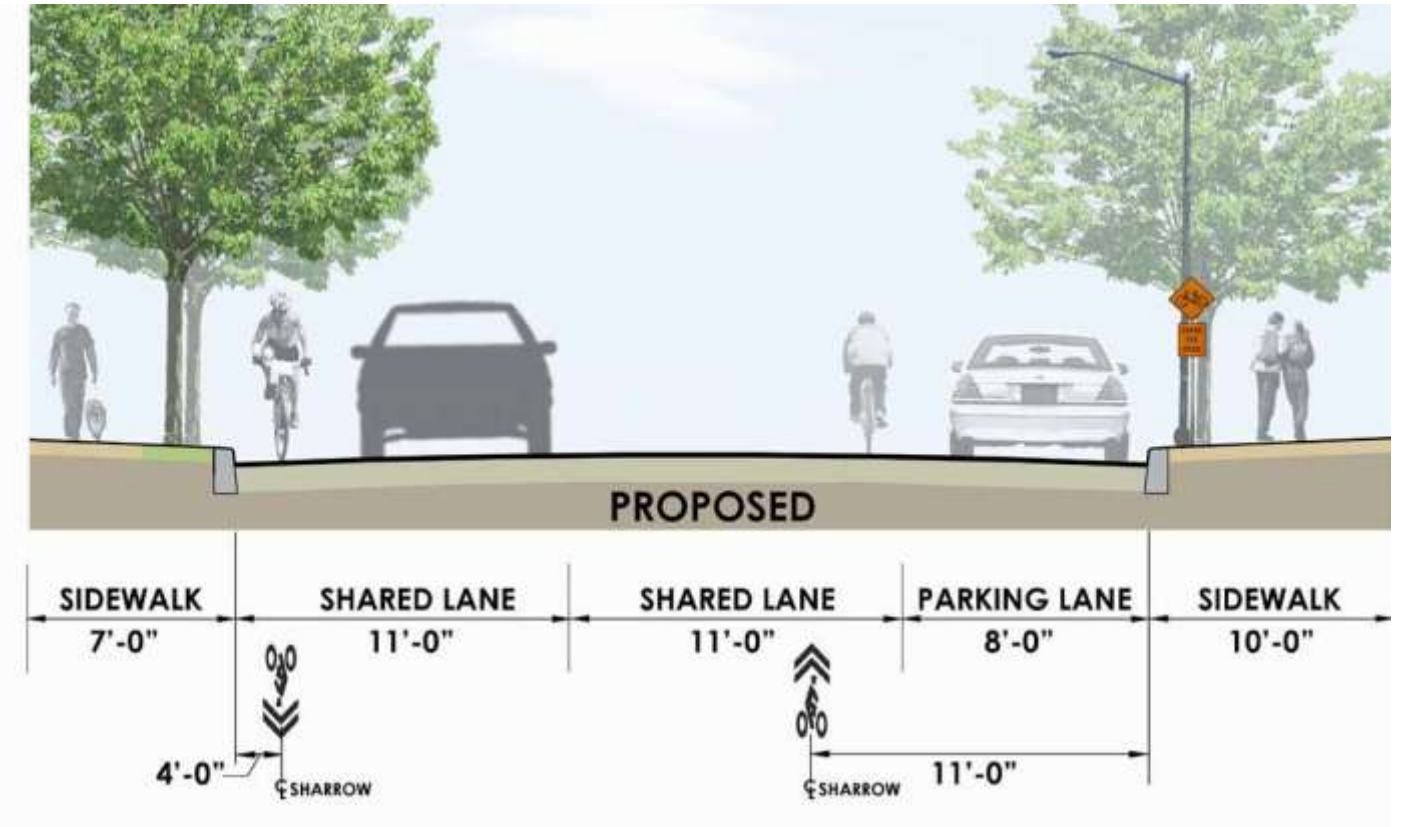 PROPOSED
SIDEWALK SHARED LANE SHARED LANE PARKING LANE SIDEWALK
7'-0" 11'-0" 11'-0" 8'-0" 10'-0"
4'-0" 11'-0"
℄ SHARROW ℄ SHARROW